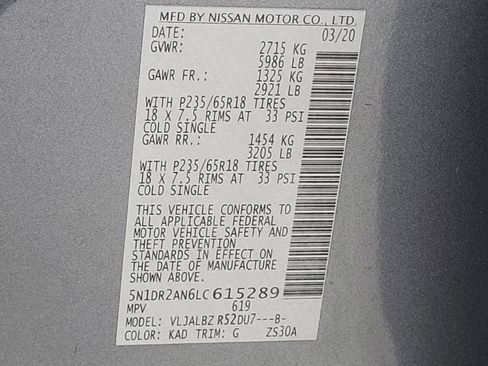 MFD BY NISSAN MOTOR CO., LTD.
DATE: 03/20
GVWR: 2715 KG
5986 LB
GAWR FR.: 1325 KG
2921 LB
WITH P235/65R18 TIRES
18 X 7.5 RIMS AT 33 PSI
COLD SINGLE
GAWR RR.: 1454 KG
3205 LB
WITH P235/65R18 TIRES
18 X 7.5 RIMS AT 33 PSI
COLD SINGLE
THIS VEHICLE CONFORMS TO
ALL APPLICABLE FEDERAL
MOTOR VEHICLE SAFETY AND
THEFT PREVENTION
STANDARDS IN EFFECT ON
THE DATE OF MANUFACTURE
SHOWN ABOVE.
5N1DR2AN6LC615289
MPV 619
MODEL: VLJALBZ R52DU7---B-
COLOR: KAD TRIM: G ZS30A